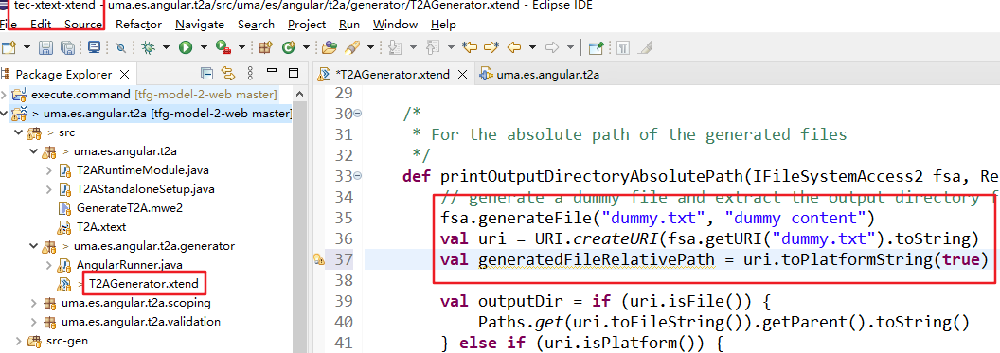 tec-xtext-xtend - uma.es.angular.t2a/src/uma/es/angular/t2a/generator/T2AGenerator.xtend - Eclipse IDE
File Edit Source Refactor Navigate Search Project Run Window Help
Package Explorer
execute.command [tfg-model-2-web master]
> uma.es.angular.t2a [tfg-model-2-web master]
> src
> uma.es.angular.t2a
T2ARuntimeModule.java
T2AStandaloneSetup.java
GenerateT2A.mwe2
T2A.xtext
> uma.es.angular.t2a.generator
AngularRunner.java
> T2AGenerator.xtend
uma.es.angular.t2a.scoping
uma.es.angular.t2a.validation
src-gen
*T2AGenerator.xtend
uma.es.angular.t2a
29
30 /*
31 * For the absolute path of the generated files
32 */
33 def printOutputDirectoryAbsolutePath(IFileSystemAccess2 fsa, Re
34 // generate a dummy file and extract the output directory f
35 fsa.generateFile("dummy.txt", "dummy content")
36 val uri = URI.createURI(fsa.getURI("dummy.txt").toString)
37 val generatedFileRelativePath = uri.toPlatformString(true)
38
39 val outputDir = if (uri.isFile()) {
40 Paths.get(uri.toFileString()).getParent().toString()
41 } else if (uri.isPlatform()) {